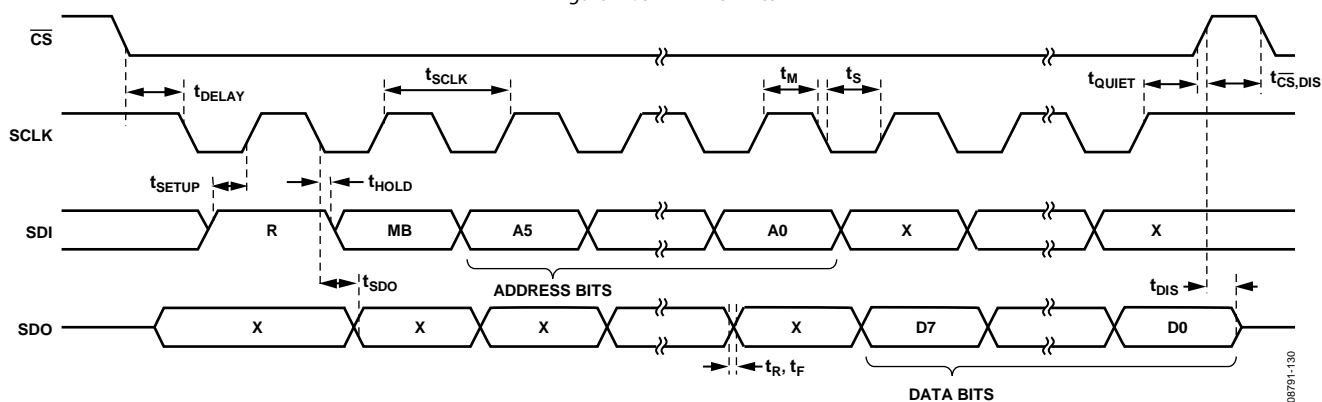 CS
tDELAY
tSCLK
tM
tS
tQUIET
tCS,DIS
SCLK
tSETUP
tHOLD
SDI
R
MB
A5
A0
X
X
tSDO
ADDRESS BITS
tDIS
SDO
X
X
X
X
D7
D0
tR, tF
DATA BITS
08791-130